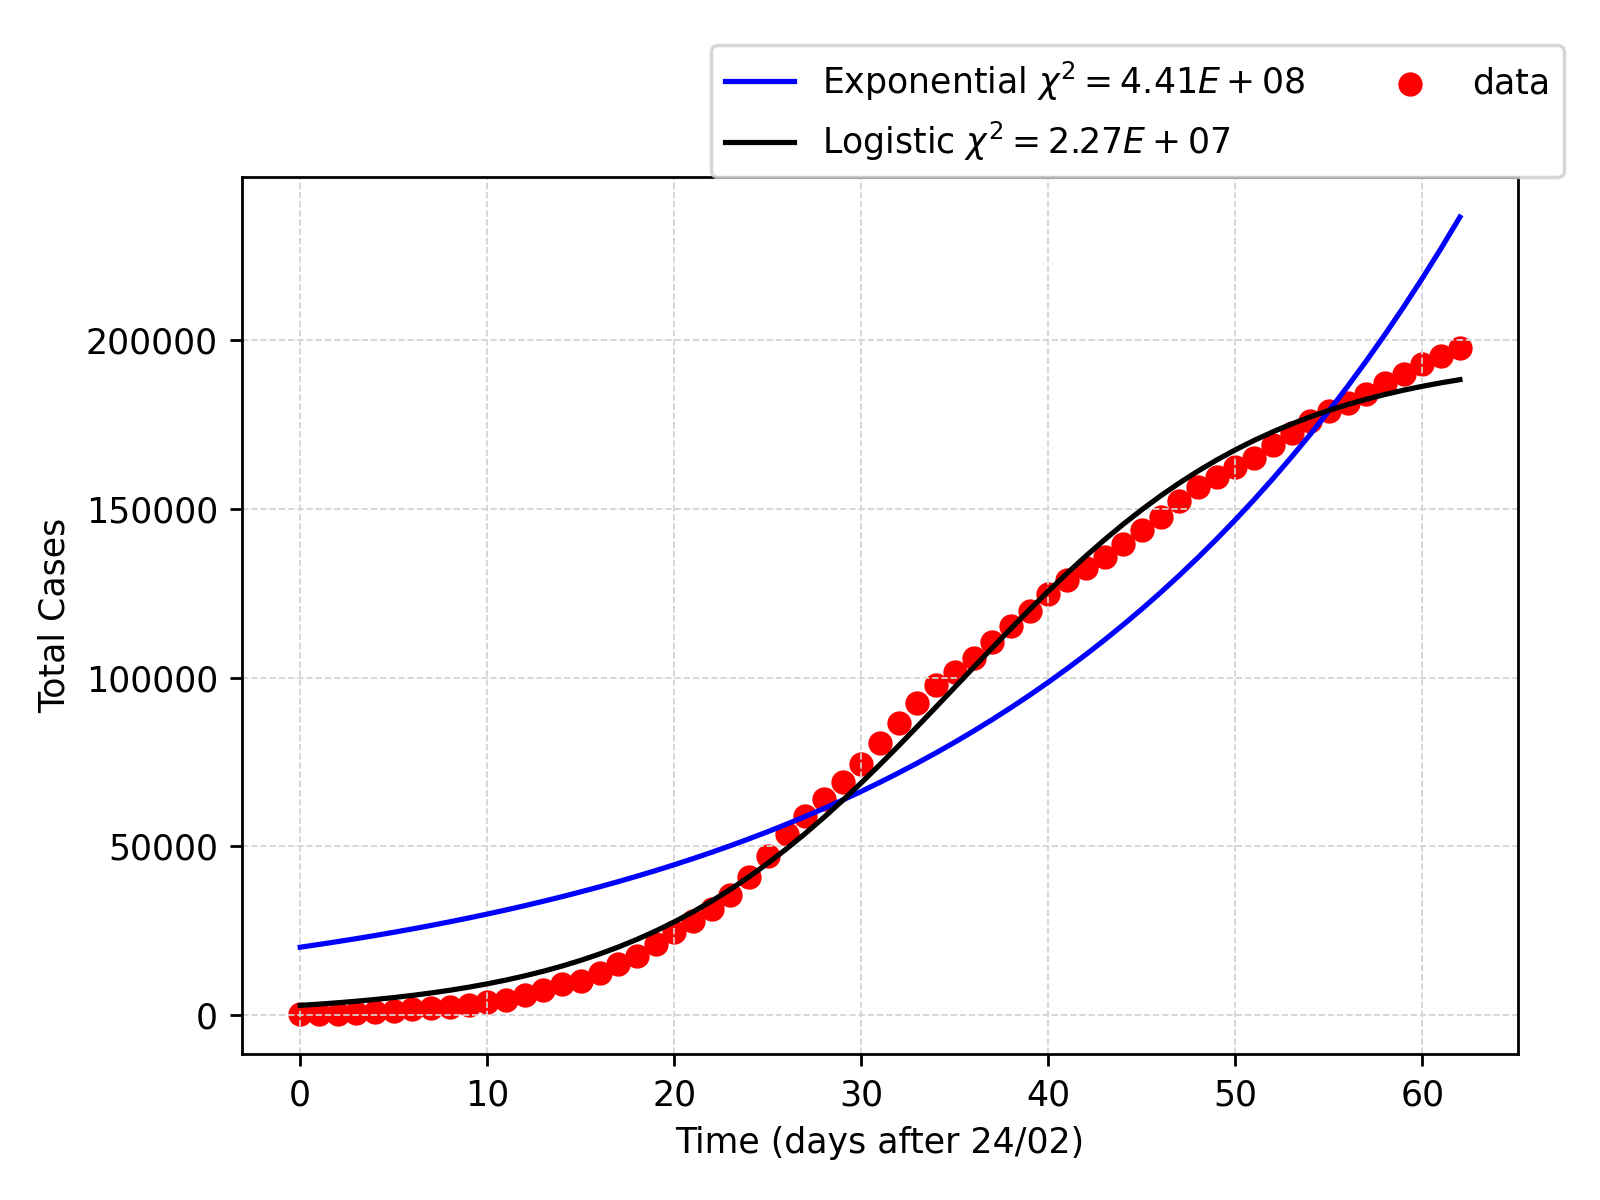 Exponential χ² = 4.41E + 08
data
Logistic χ² = 2.27E + 07
Total Cases
200000
150000
100000
50000
0
0 10 20 30 40 50 60
Time (days after 24/02)